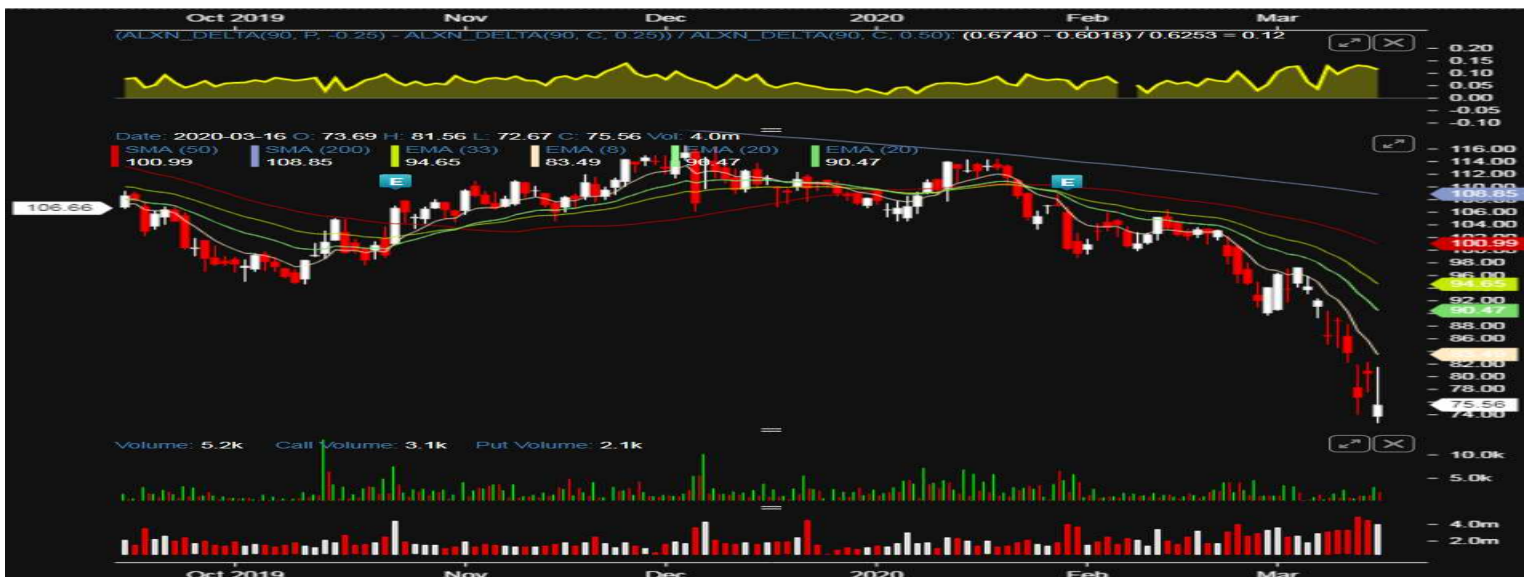 Oct 2019 Nov Dec 2020 Feb Mar
(ALXN_DELTA(90, P, -0.25) - ALXN_DELTA(90, C, 0.25)) / ALXN_DELTA(90, C, 0.50): (0.6740 - 0.6018) / 0.6253 = 0.12
0.20
0.15
0.10
0.05
0.00
-0.05
-0.10
Date: 2020-03-16 O: 73.69 H: 81.56 L: 72.67 C: 75.56 Vol: 4.0m
SMA (50) SMA (200) EMA (33) EMA (8) EMA (20) EMA (20)
100.99 108.85 94.65 83.49 90.47 90.47
116.00
114.00
112.00
E E
108.85
106.66
106.00
104.00
100.99
98.00
96.00
94.65
92.00
90.47
88.00
86.00
82.00
80.00
78.00
75.56
74.00
Volume: 5.2k Call Volume: 3.1k Put Volume: 2.1k
10.0k
5.0k
4.0m
2.0m
Oct 2019 Nov Dec 2020 Feb Mar